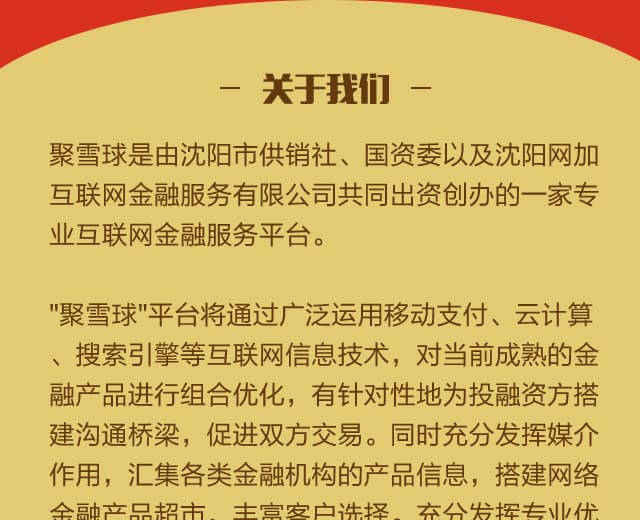 关于我们
聚雪球是由沈阳市供销社、国资委以及沈阳网加
互联网金融服务有限公司共同出资创办的一家专
业互联网金融服务平台。
"聚雪球"平台将通过广泛运用移动支付、云计算
、搜索引擎等互联网信息技术，对当前成熟的金
融产品进行组合优化，有针对性地为投融资方搭
建沟通桥梁，促进双方交易。同时充分发挥媒介
作用，汇集各类金融机构的产品信息，搭建网络
金融产品超市，丰富客户选择。充分发挥专业优